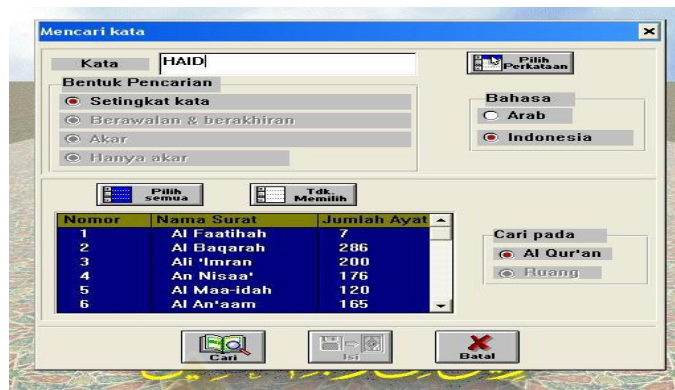 Mencari kata
Kata HAID
Pilih Perkataan
Bentuk Pencarian
Setingkat kata
Berawalan & berakhiran
Akar
Hanya akar
Bahasa
Arab
Indonesia
Pilih semua
Tdk. Memilih
Nomor Nama Surat Jumlah Ayat
1 Al Faatihah 7
2 Al Baqarah 286
3 Ali 'Imran 200
4 An Nisaa' 176
5 Al Maa-idah 120
6 Al An'aam 165
Cari pada
Al Qur'an
Ruang
Cari
Isi
Batal